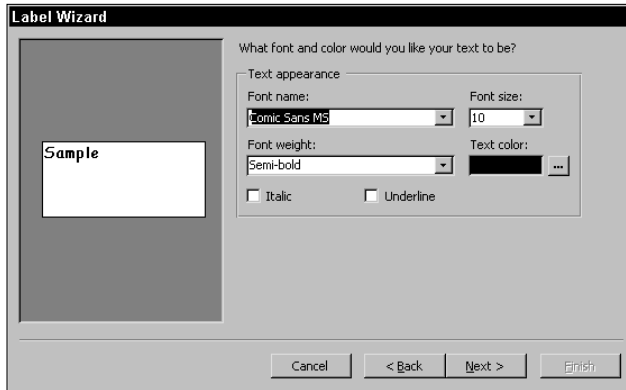 Label Wizard
What font and color would you like your text to be?
Text appearance
Font name:
Font size:
Comic Sans MS
10
Sample
Font weight:
Text color:
Semi-bold
...
Italic
Underline
Cancel
< Back
Next >
Finish